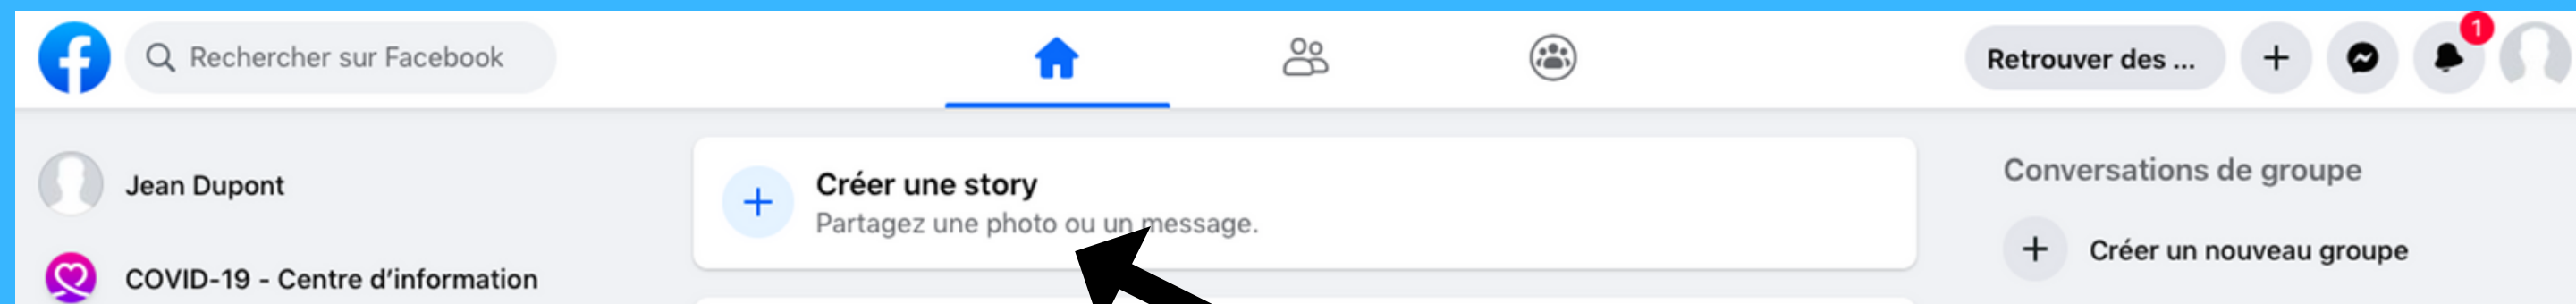 Rechercher sur Facebook
Retrouver des ...
1
Jean Dupont
COVID-19 - Centre d'information
Créer une story
Partagez une photo ou un message.
Conversations de groupe
Créer un nouveau groupe